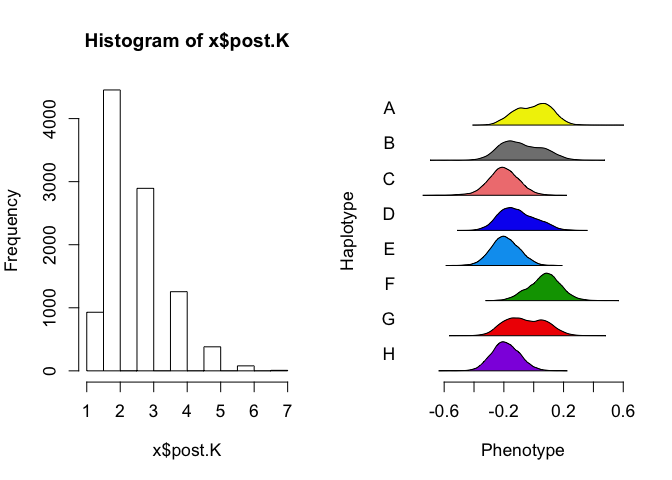 Histogram of x$post.K
Frequency
0
1000
2000
3000
4000
1 2 3 4 5 6 7
x$post.K
Haplotype
A
B
C
D
E
F
G
H
-0.6 -0.2 0.2 0.6
Phenotype